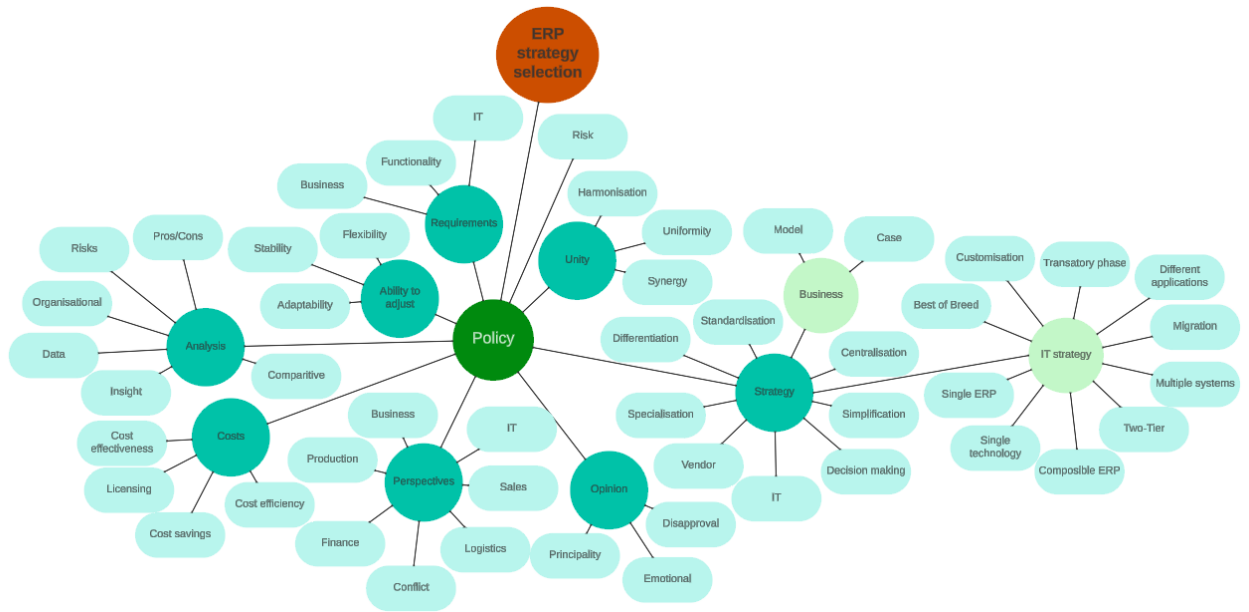 ERP
strategy
selection
IT
Risk
Functionality
Business
Harmonisation
Requirements
Uniformity
Unity
Synergy
Flexibility
Stability
Adaptability
Ability to
adjust
Pros/Cons
Risks
Organisational
Data
Insight
Analysis
Comparitive
Policy
Model
Case
Business
Standardisation
Differentiation
Centralisation
Strategy
Specialisation
Simplification
Vendor
IT
Decision making
Customisation
Transatory phase
Different
applications
Best of Breed
Migration
IT strategy
Multiple systems
Single ERP
Two-Tier
Single
technology
Composible ERP
Costs
Cost
effectiveness
Licensing
Cost savings
Cost efficiency
Business
IT
Production
Perspectives
Sales
Finance
Logistics
Conflict
Opinion
Disapproval
Principality
Emotional